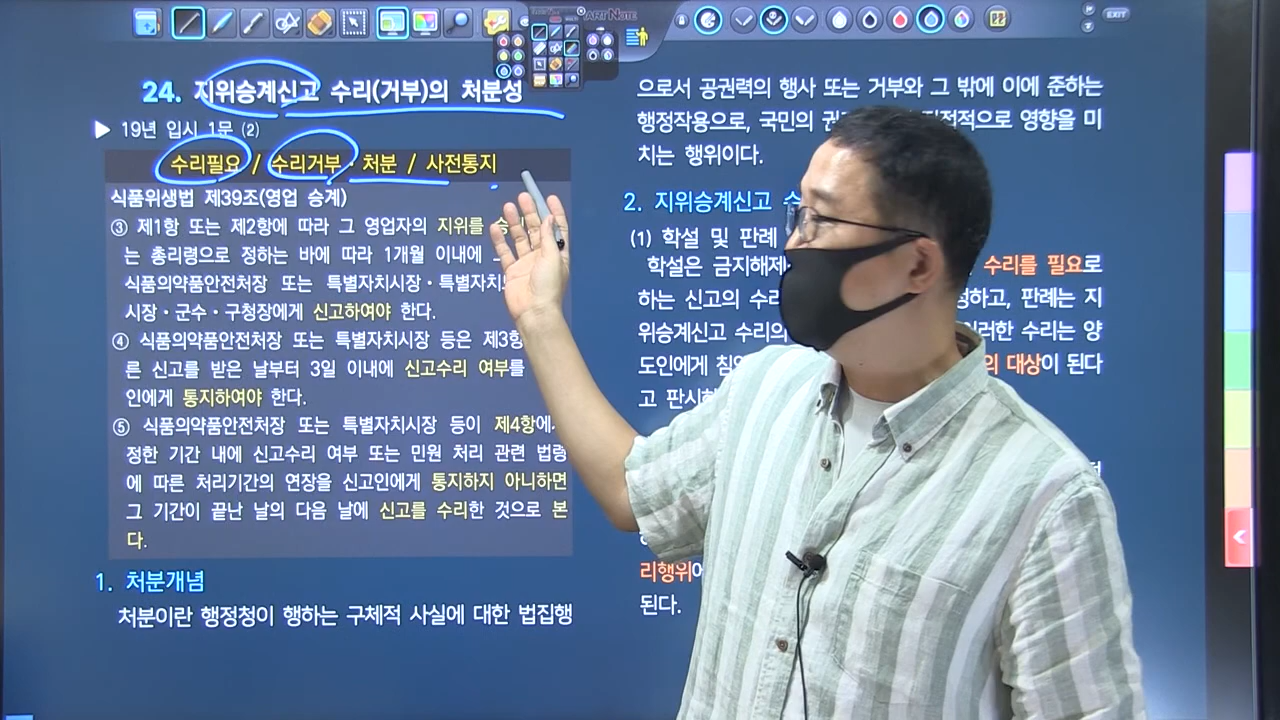 ART NOTE
EXIT
24. 지위승계신고 수리(거부)의 처분성
▶ 19년 입시 1문 (2)
수리필요 / 수리거부 · 처분 / 사전통지
식품위생법 제39조(영업 승계)
③ 제1항 또는 제2항에 따라 그 영업자의 지위를
는 총리령으로 정하는 바에 따라 1개월 이내에
식품의약품안전처장 또는 특별자치시장·특별자치
시장·군수·구청장에게 신고하여야 한다.
④ 식품의약품안전처장 또는 특별자치시장 등은 제3항
른 신고를 받은 날부터 3일 이내에 신고수리 여부를
인에게 통지하여야 한다.
⑤ 식품의약품안전처장 또는 특별자치시장 등이 제4항에
정한 기간 내에 신고수리 여부 또는 민원 처리 관련 법령
에 따른 처리기간의 연장을 신고인에게 통지하지 아니하면
그 기간이 끝난 날의 다음 날에 신고를 수리한 것으로 본
다.
1. 처분개념
처분이란 행정청이 행하는 구체적 사실에 대한 법집행
으로서 공권력의 행사 또는 거부와 그 밖에 이에 준하는
행정작용으로, 국민의 직접적으로 영향을 미
치는 행위이다.
2. 지위승계신고
(1) 학설 및 판례
학설은 금지해제 수리를 필요로
하는 신고의 수리 판례는 지
위승계신고 수리의 이러한 수리는 양
도인에게 대상이 된다
고 판시
리행위
된다.